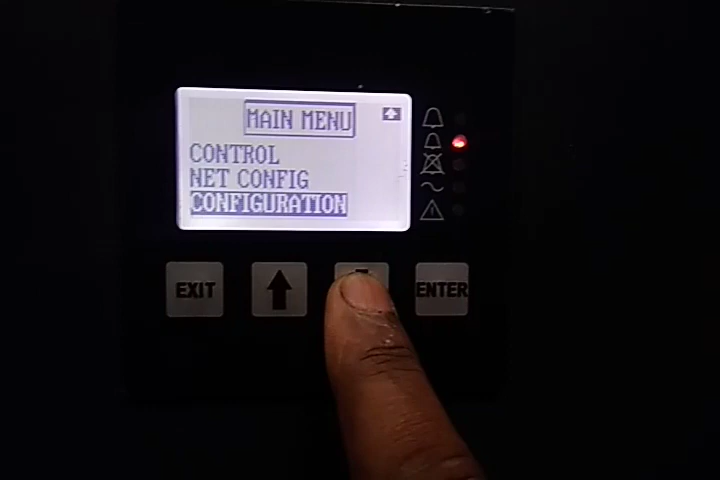 MAIN MENU
CONTROL
NET CONFIG
CONFIGURATION
EXIT
ENTER